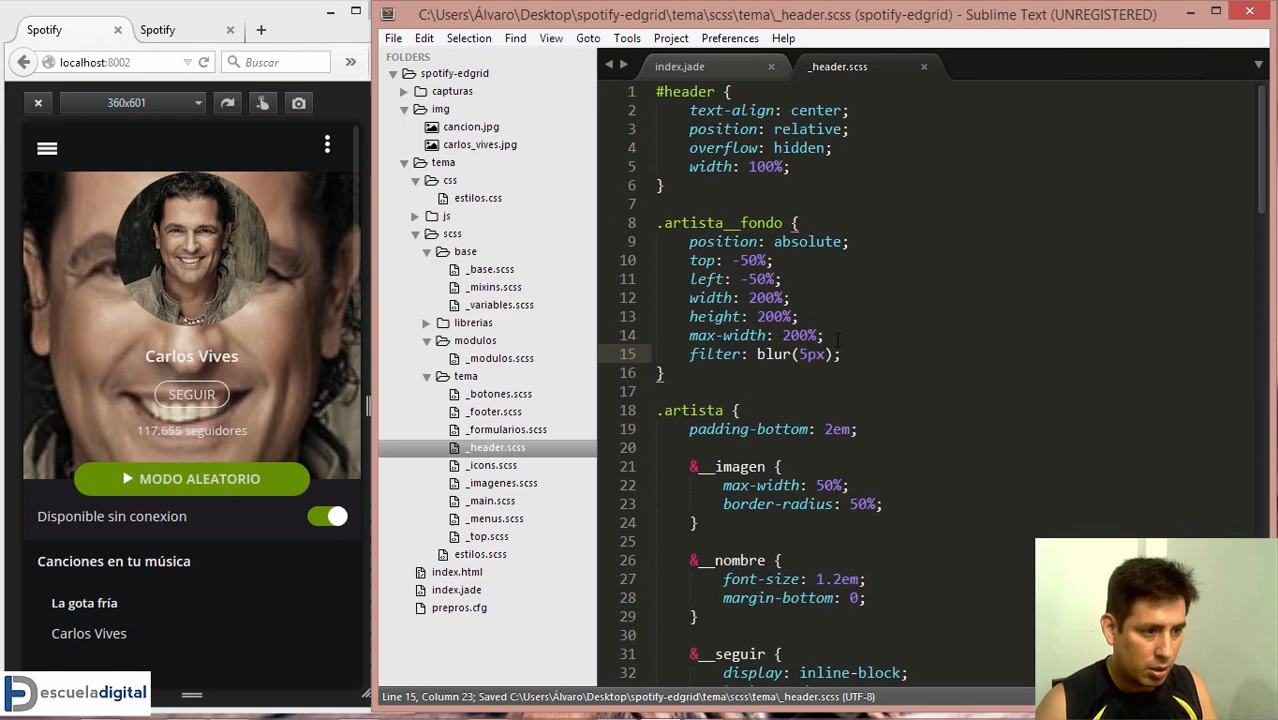 Spotify
Spotify
localhost:8002
Buscar
360x601
Carlos Vives
SEGUIR
117.655 seguidores
MODO ALEATORIO
Disponible sin conexion
Canciones en tu música
La gota fría
Carlos Vives
escueladigital
C:\Users\Álvaro\Desktop\spotify-edgrid\tema\scss\tema\_header.scss (spotify-edgrid) - Sublime Text (UNREGISTERED)
File Edit Selection Find View Goto Tools Project Preferences Help
FOLDERS
spotify-edgrid
capturas
img
cancion.jpg
carlos_vives.jpg
tema
css
estilos.css
js
scss
base
_base.scss
_mixins.scss
_variables.scss
librerias
modulos
_modulos.scss
tema
_botones.scss
_footer.scss
_formularios.scss
_header.scss
_icons.scss
_imagenes.scss
_main.scss
_menus.scss
_top.scss
estilos.scss
index.html
index.jade
prepros.cfg
index.jade
_header.scss
1 #header {
2 text-align: center;
3 position: relative;
4 overflow: hidden;
5 width: 100%;
6 }
7
8 .artista__fondo {
9 position: absolute;
10 top: -50%;
11 left: -50%;
12 width: 200%;
13 height: 200%;
14 max-width: 200%;
15 filter: blur(5px);
16 }
17
18 .artista {
19 padding-bottom: 2em;
20
21 &__imagen {
22 max-width: 50%;
23 border-radius: 50%;
24 }
25
26 &__nombre {
27 font-size: 1.2em;
28 margin-bottom: 0;
29 }
30
31 &__seguir {
32 display: inline-block;
Line 15, Column 23; Saved C:\Users\Álvaro\Desktop\spotify-edgrid\tema\scss\tema\_header.scss (UTF-8)